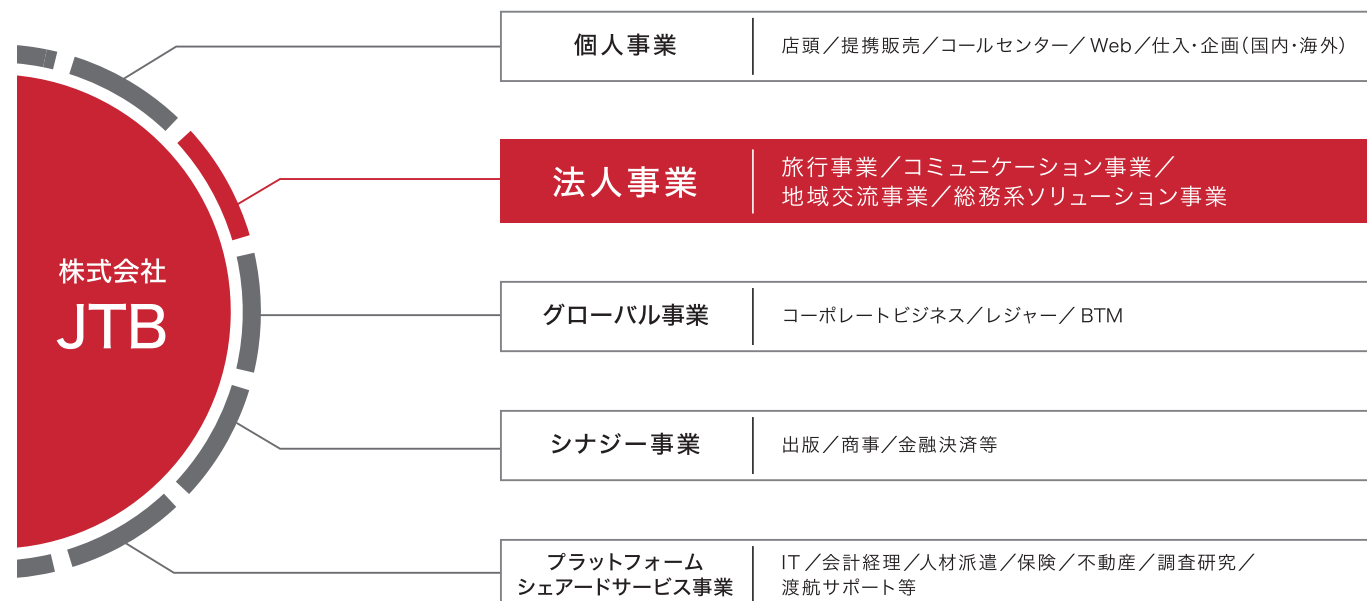 株式会社
JTB
個人事業
店頭／提携販売／コールセンター／Web／仕入・企画（国内・海外）
法人事業
旅行事業／コミュニケーション事業／
地域交流事業／総務系ソリューション事業
グローバル事業
コーポレートビジネス／レジャー／BTM
シナジー事業
出版／商事／金融決済等
プラットフォーム
シェアードサービス事業
IT／会計経理／人材派遣／保険／不動産／調査研究／
渡航サポート等